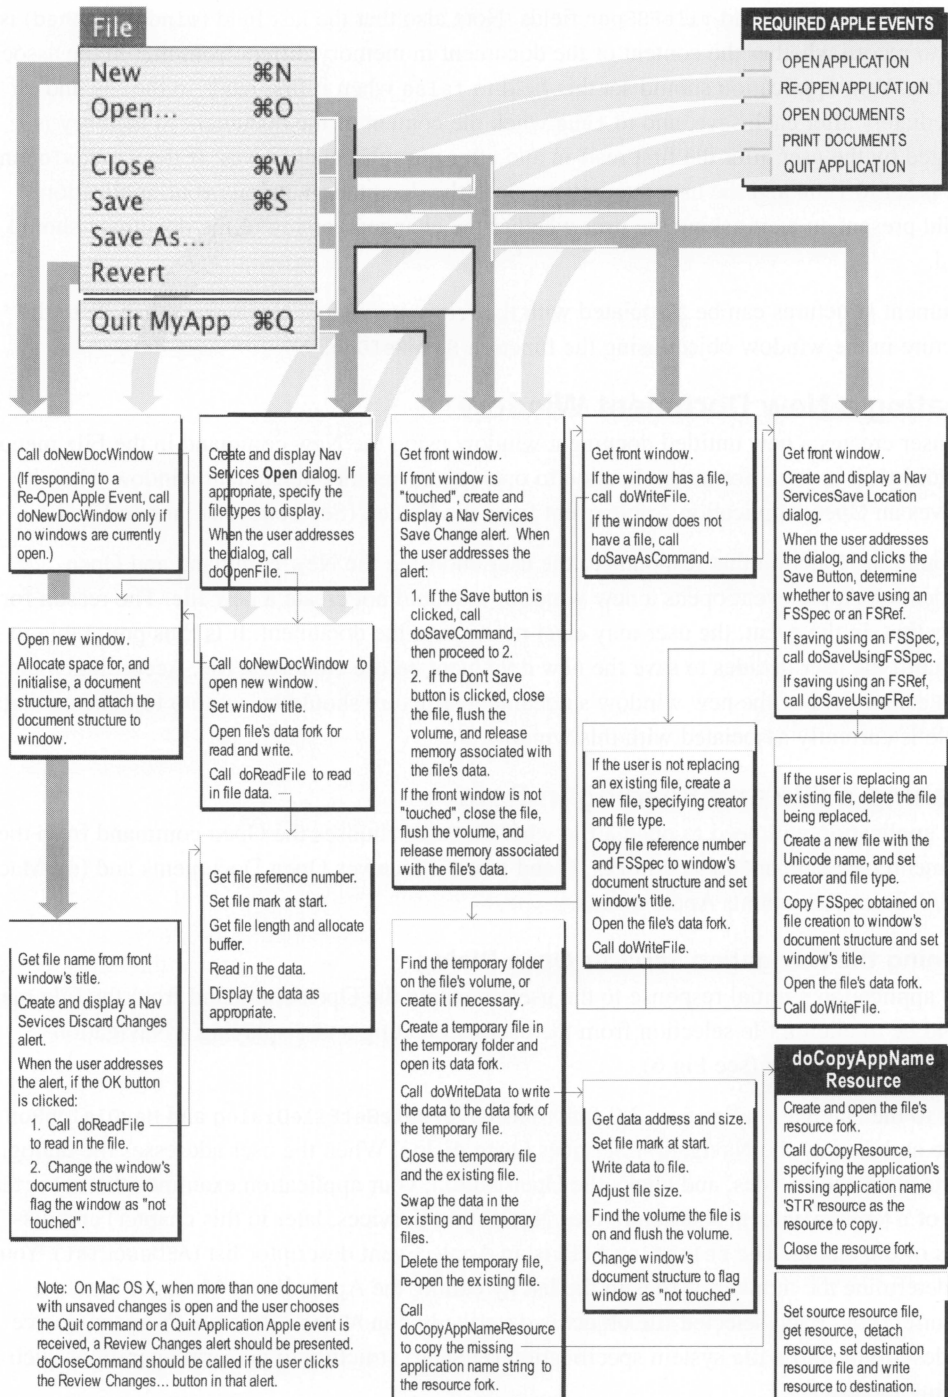 File
New ⌘N
Open... ⌘O
Close ⌘W
Save ⌘S
Save As...
Revert
Quit MyApp ⌘Q
REQUIRED APPLE EVENTS
OPEN APPLICATION
RE-OPEN APPLICATION
OPEN DOCUMENTS
PRINT DOCUMENTS
QUIT APPLICATION
Call doNewDocWindow
(If responding to a
Re-Open Apple Event, call
doNewDocWindow only if
no windows are currently
open.)
Open new window.
Allocate space for, and
initialise, a document
structure, and attach the
document structure to
window.
Get file name from front
window's title.
Create and display a Nav
Sevices Discard Changes
alert.
When the user addresses
the alert, if the OK button
is clicked:
1. Call doReadFile
to read in the file.
2. Change the window's
document structure to
flag the window as "not
touched".
Create and display Nav
Services Open dialog. If
appropriate, specify the
filetypes to display.
When the user addresses
the dialog, call
doOpenFile.
Call doNewDocWindow to
open new window.
Set window title.
Open file's data fork for
read and write.
Call doReadFile to read
in file data.
Get file reference number.
Set file mark at start.
Get file length and allocate
buffer.
Read in the data.
Display the data as
appropriate.
Get front window.
If front window is
"touched", create and
display a Nav Services
Save Change alert. When
the user addresses the
alert:
1. If the Save button is
clicked, call
doSaveCommand,
then proceed to 2.
2. If the Don't Save
button is clicked, close
the file, flush the
volume, and release
memory associated with
the file's data.
If the front window is not
"touched", close the file,
flush the volume, and
release memory associated
with the file's data.
Find the temporary folder
on the file's volume, or
create it if necessary.
Create a temporary file in
the temporary folder and
open its data fork.
Call doWriteData to write
the data to the data fork of
the temporary file.
Close the temporary file
and the existing file.
Swap the data in the
existing and temporary
files.
Delete the temporary file,
re-open the existing file.
Call
doCopyAppNameResource
to copy the missing
application name string to
the resource fork.
Get front window.
If the window has a file,
call doWriteFile.
If the window does not
have a file, call
doSaveAsCommand.
If the user is not replacing
an existing file, create a
new file, specifying creator
and file type.
Copy file reference number
and FSSpec to window's
document structure and set
window's title.
Open the file's data fork.
Call doWriteFile.
Get data address and size.
Set file mark at start.
Write data to file.
Adjust file size.
Find the volume the file is
on and flush the volume.
Change window's
document structure to flag
window as "not touched".
Get front window.
Create and display a Nav
ServicesSave Location
dialog.
When the user addresses
the dialog, and clicks the
Save Button, determine
whether to save using an
FSSpec or an FSRef.
If saving using an FSSpec,
call doSaveUsingFSSpec.
If saving using an FSRef,
call doSaveUsingFRef.
If the user is replacing an
existing file, delete the file
being replaced.
Create a new file with the
Unicode name, and set
creator and file type.
Copy FSSpec obtained on
file creation to window's
document structure and set
window's title.
Open the file's data fork.
Call doWriteFile.
doCopyAppName
Resource
Create and open the file's
resource fork.
Call doCopyResource,
specifying the application's
missing application name
'STR' resource as the
resource to copy.
Close the resource fork.
Set source resource file,
get resource, detach
resource, set destination
resource file and write
resource to destination.
Note: On Mac OS X, when more than one document
with unsaved changes is open and the user chooses
the Quit command or a Quit Application Apple event is
received, a Review Changes alert should be presented.
doCloseCommand should be called if the user clicks
the Review Changes... button in that alert.